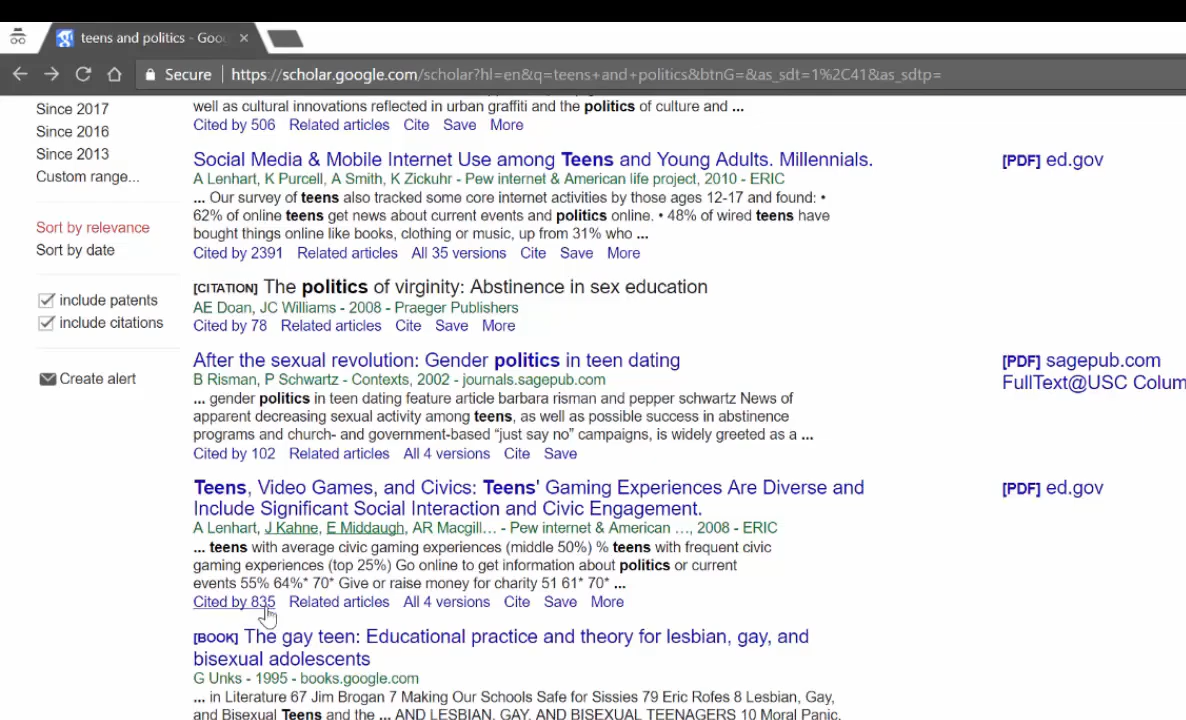 teens and politics - Goo
Secure https://scholar.google.com/scholar?hl=en&q=teens+and+politics&btnG=&as_sdt=1%2C41&as_sdtp=
Since 2017
Since 2016
Since 2013
Custom range...
Sort by relevance
Sort by date
include patents
include citations
Create alert
well as cultural innovations reflected in urban graffiti and the politics of culture and ...
Cited by 506 Related articles Cite Save More
Social Media & Mobile Internet Use among Teens and Young Adults. Millennials.
[PDF] ed.gov
A Lenhart, K Purcell, A Smith, K Zickuhr - Pew internet & American life project, 2010 - ERIC
... Our survey of teens also tracked some core internet activities by those ages 12-17 and found: •
62% of online teens get news about current events and politics online. • 48% of wired teens have
bought things online like books, clothing or music, up from 31% who ...
Cited by 2391 Related articles All 35 versions Cite Save More
[CITATION] The politics of virginity: Abstinence in sex education
AE Doan, JC Williams - 2008 - Praeger Publishers
Cited by 78 Related articles Cite Save More
After the sexual revolution: Gender politics in teen dating
[PDF] sagepub.com
FullText@USC Colum
B Risman, P Schwartz - Contexts, 2002 - journals.sagepub.com
... gender politics in teen dating feature article barbara risman and pepper schwartz News of
apparent decreasing sexual activity among teens, as well as possible success in abstinence
programs and church- and government-based “just say no” campaigns, is widely greeted as a ...
Cited by 102 Related articles All 4 versions Cite Save
Teens, Video Games, and Civics: Teens' Gaming Experiences Are Diverse and
Include Significant Social Interaction and Civic Engagement.
[PDF] ed.gov
A Lenhart, J Kahne, E Middaugh, AR Macgill... - Pew internet & American ..., 2008 - ERIC
... teens with average civic gaming experiences (middle 50%) % teens with frequent civic
gaming experiences (top 25%) Go online to get information about politics or current
events 55% 64%* 70* Give or raise money for charity 51 61* 70* ...
Cited by 835 Related articles All 4 versions Cite Save More
[BOOK] The gay teen: Educational practice and theory for lesbian, gay, and
bisexual adolescents
G Unks - 1995 - books.google.com
... in Literature 67 Jim Brogan 7 Making Our Schools Safe for Sissies 79 Eric Rofes 8 Lesbian, Gay,
and Bisexual Teens and the ... AND LESBIAN, GAY, AND BISEXUAL TEENAGERS 10 Moral Panic,